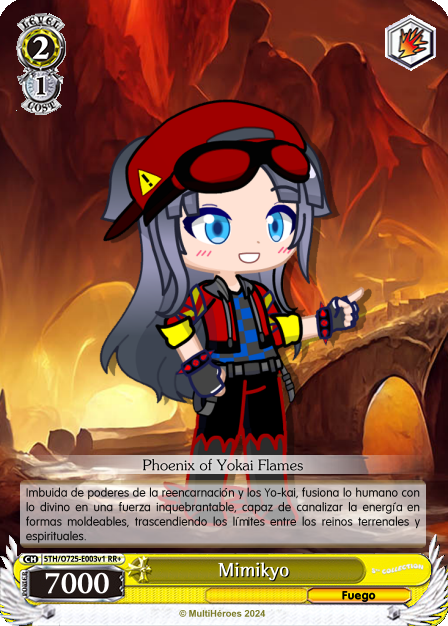 LEVEL
2
1
COST
Phoenix of Yokai Flames
Imbuida de poderes de la reencarnación y los Yo-kai, fusiona lo humano con
lo divino en una fuerza inquebrantable, capaz de canalizar la energía en
formas moldeables, trascendiendo los límites entre los reinos terrenales y
espirituales.
CH 5TH/O725-E003v1 RR+
POWER 7000
Mimikyo
1st COLLECTION
Fuego
© MultiHéroes 2024